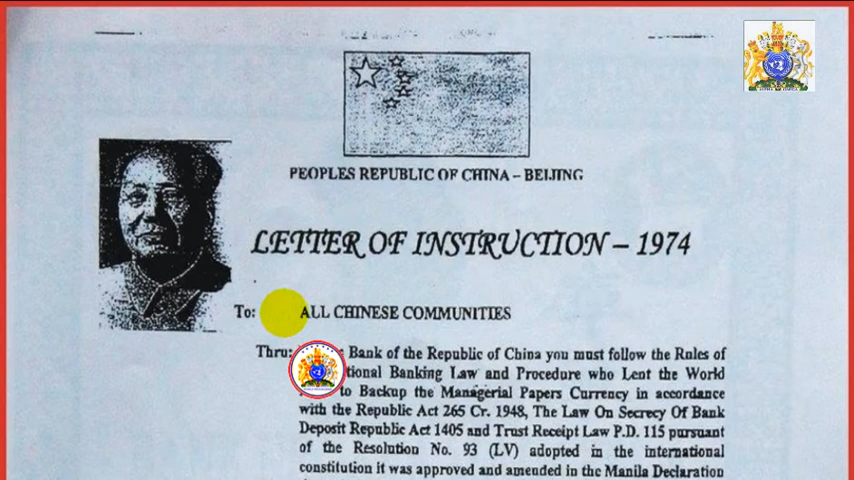 PEOPLES REPUBLIC OF CHINA – BEIJING
LETTER OF INSTRUCTION – 1974
To: ALL CHINESE COMMUNITIES
Thru: Bank of the Republic of China you must follow the Rules of
tional Banking Law and Procedure who Lent the World
to Backup the Managerial Papers Currency in accordance
with the Republic Act 265 Cr. 1948, The Law On Secrecy Of Bank
Deposit Republic Act 1405 and Trust Receipt Law P.D. 115 pursuant
of the Resolution No. 93 (LV) adopted in the international
constitution it was approved and amended in the Manila Declaration